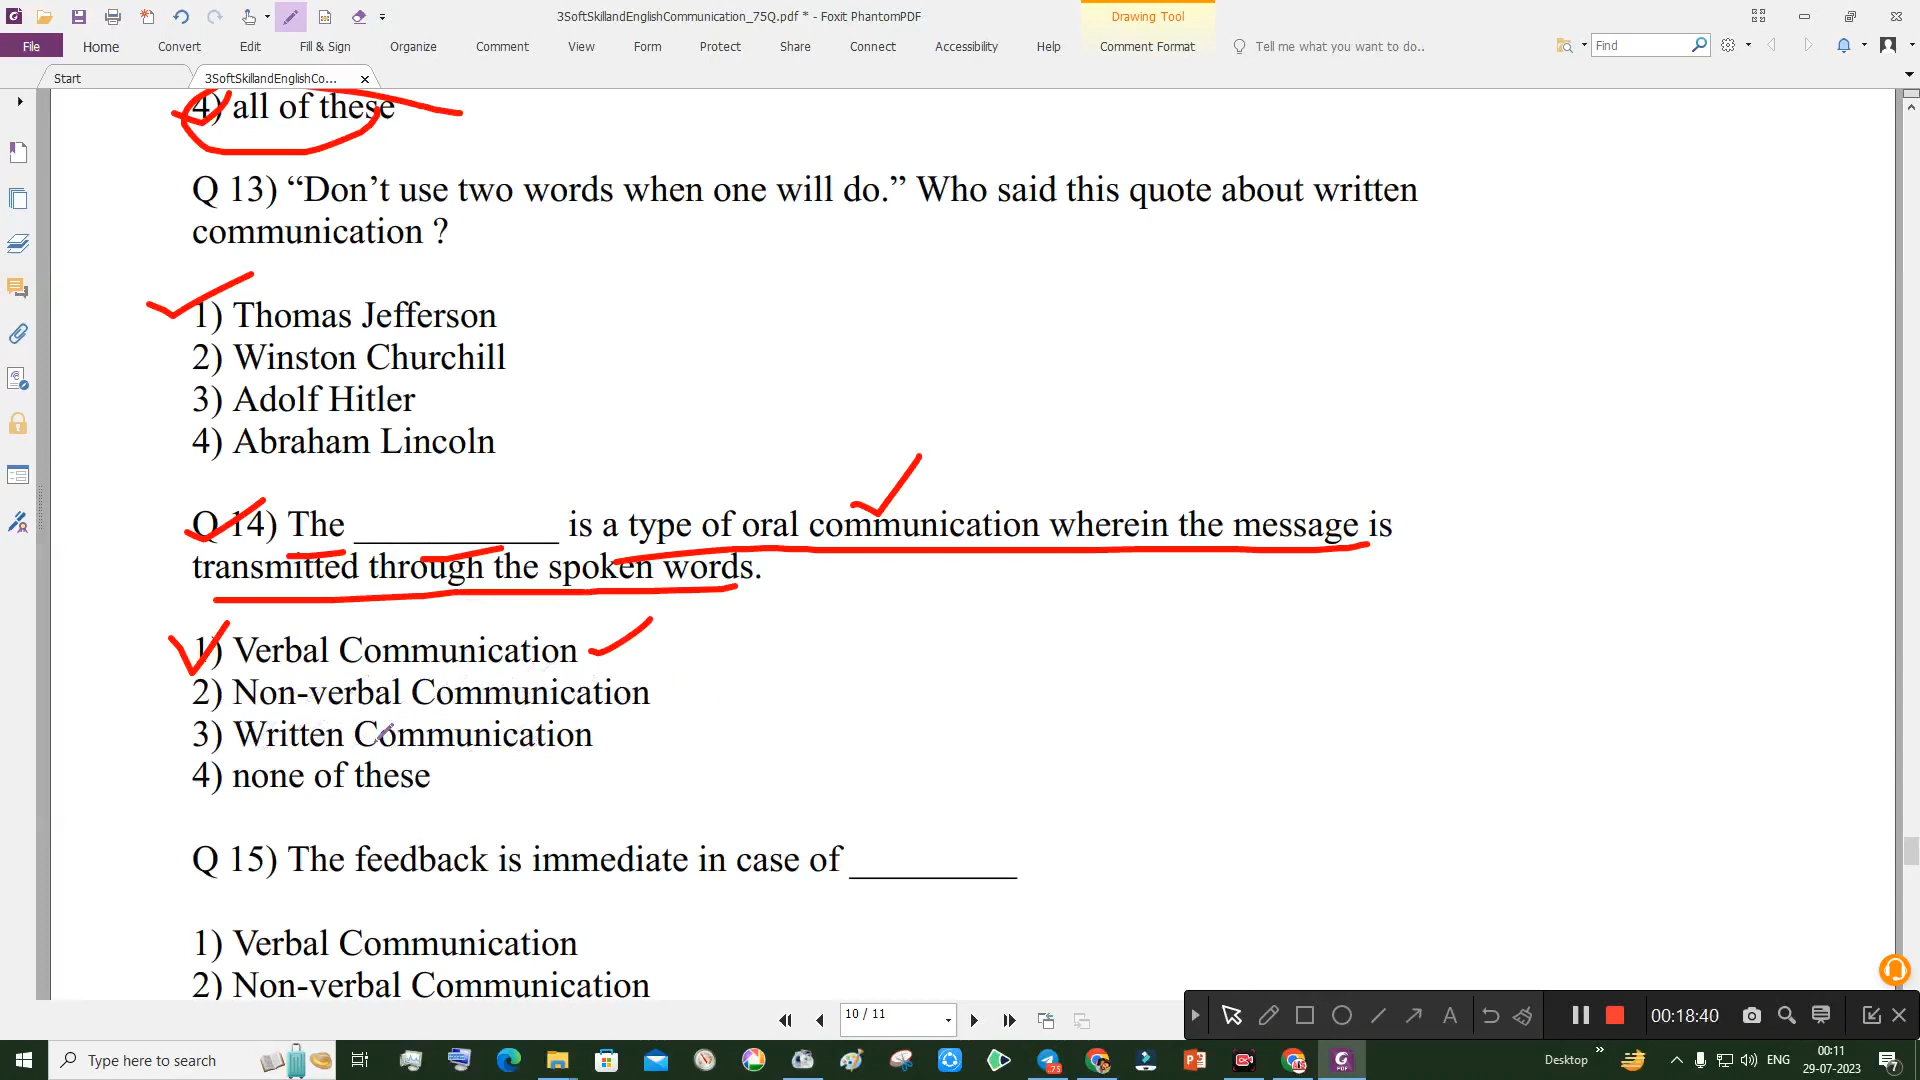 3SoftSkillandEnglishCommunication_75Q.pdf * - Foxit PhantomPDF
Drawing Tool
File Home Convert Edit Fill & Sign Organize Comment View Form Protect Share Connect Accessibility Help Comment Format Tell me what you want to do.. Find
Start 3SoftSkillandEnglishCo...
4) all of these
Q 13) “Don’t use two words when one will do.” Who said this quote about written
communication ?
1) Thomas Jefferson
2) Winston Churchill
3) Adolf Hitler
4) Abraham Lincoln
Q 14) The ___________ is a type of oral communication wherein the message is
transmitted through the spoken words.
1) Verbal Communication
2) Non-verbal Communication
3) Written Communication
4) none of these
Q 15) The feedback is immediate in case of _________
1) Verbal Communication
2) Non-verbal Communication
10 / 11
00:18:40
Type here to search
Desktop
ENG
00:11
29-07-2023